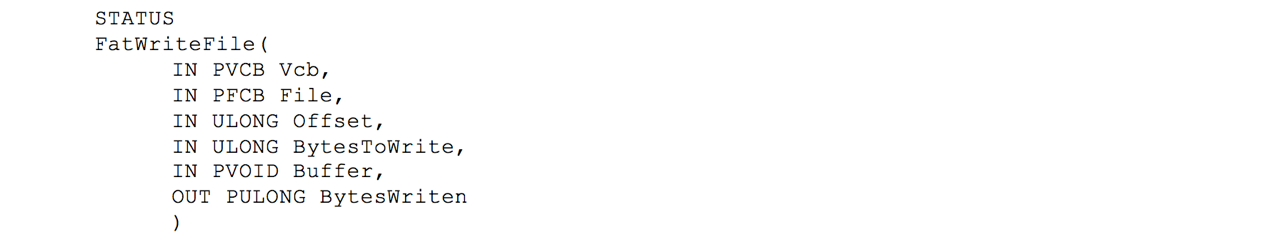 STATUS
FatWriteFile(
IN PVCB Vcb,
IN PFCB File,
IN ULONG Offset,
IN ULONG BytesToWrite,
IN PVOID Buffer,
OUT PULONG BytesWriten
)